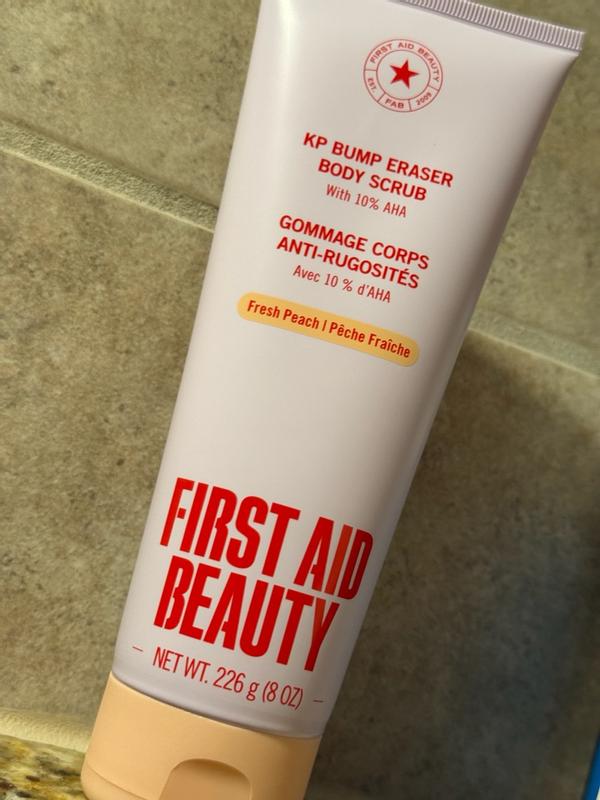 FIRST AID BEAUTY
EST. FAB 2009
KP BUMP ERASER
BODY SCRUB
With 10% AHA
GOMMAGE CORPS
ANTI-RUGOSITÉS
Avec 10 % d'AHA
Fresh Peach | Pêche Fraîche
FIRST AID
BEAUTY
NET WT. 226 g (8 OZ)